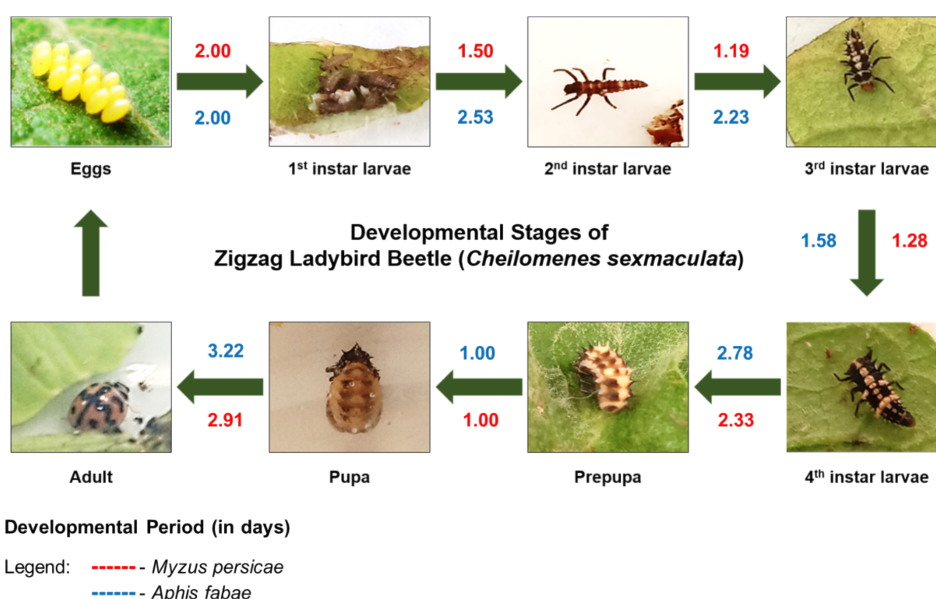 2.00
1.50
1.19
2.00
2.53
2.23
Eggs
1st instar larvae
2nd instar larvae
3rd instar larvae
Developmental Stages of
Zigzag Ladybird Beetle (Cheilomenes sexmaculata)
1.58
1.28
3.22
1.00
2.78
2.91
1.00
2.33
Adult
Pupa
Prepupa
4th instar larvae
Developmental Period (in days)
Legend: ------ - Myzus persicae
------ - Aphis fabae